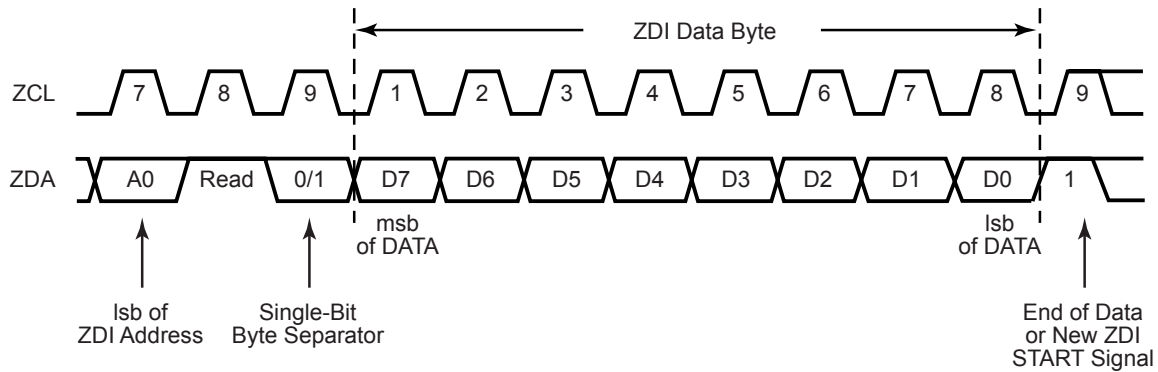 ZDI Data Byte
ZCL 7 8 9 1 2 3 4 5 6 7 8 9
ZDA A0 Read 0/1 D7 D6 D5 D4 D3 D2 D1 D0 1
msb
of DATA
lsb
of DATA
lsb of
ZDI Address
Single-Bit
Byte Separator
End of Data
or New ZDI
START Signal